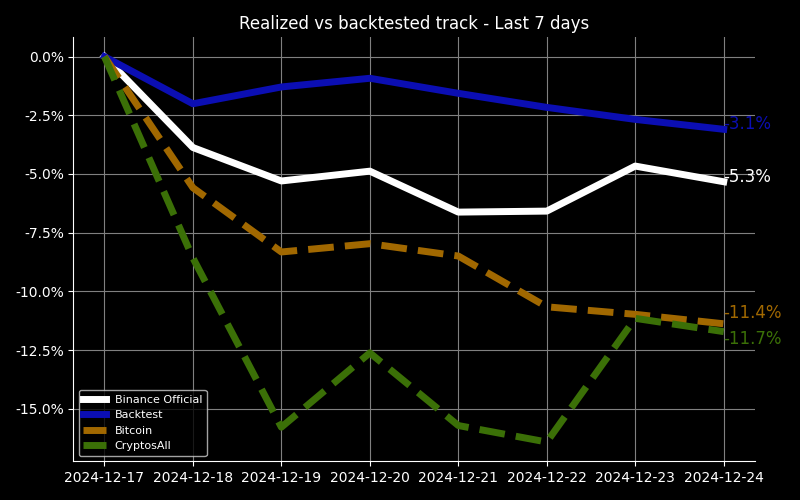 Realized vs backtested track - Last 7 days
0.0%
-2.5%
-5.0%
-7.5%
-10.0%
-12.5%
-15.0%
-3.1%
-5.3%
-11.4%
-11.7%
Binance Official
Backtest
Bitcoin
CryptosAll
2024-12-17 2024-12-18 2024-12-19 2024-12-20 2024-12-21 2024-12-22 2024-12-23 2024-12-24